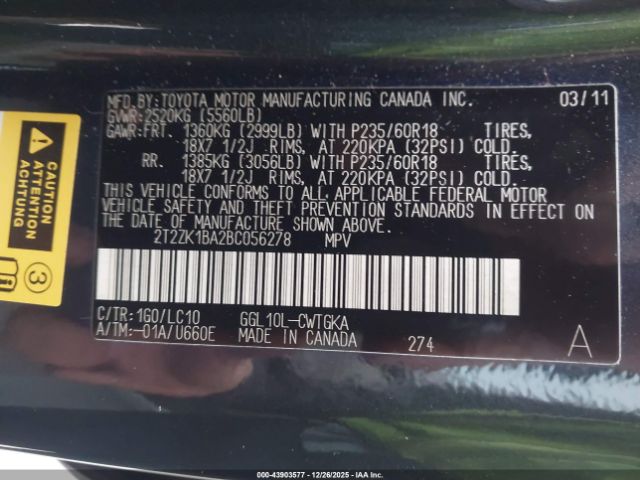 MFD. BY: TOYOTA MOTOR MANUFACTURING CANADA INC. 03/11
GVWR:2520KG (5560LB)
GAWR:FRT. 1360KG (2999LB) WITH P235/60R18 TIRES,
18X7 1/2J RIMS, AT 220KPA (32PSI) COLD.
RR. 1385KG (3056LB) WITH P235/60R18 TIRES,
18X7 1/2J RIMS, AT 220KPA (32PSI) COLD.
THIS VEHICLE CONFORMS TO ALL APPLICABLE FEDERAL MOTOR
VEHICLE SAFETY AND THEFT PREVENTION STANDARDS IN EFFECT ON
THE DATE OF MANUFACTURE SHOWN ABOVE.
2T2ZK1BA2BC056278 MPV
C/TR:1G0/LC10 GGL10L-CWTGKA
A/TM:-01A/U660E MADE IN CANADA 274 A
ATTENTION
CAUTION
ACHTUNG
3
000-43903577 - 12/26/2025 - IAA